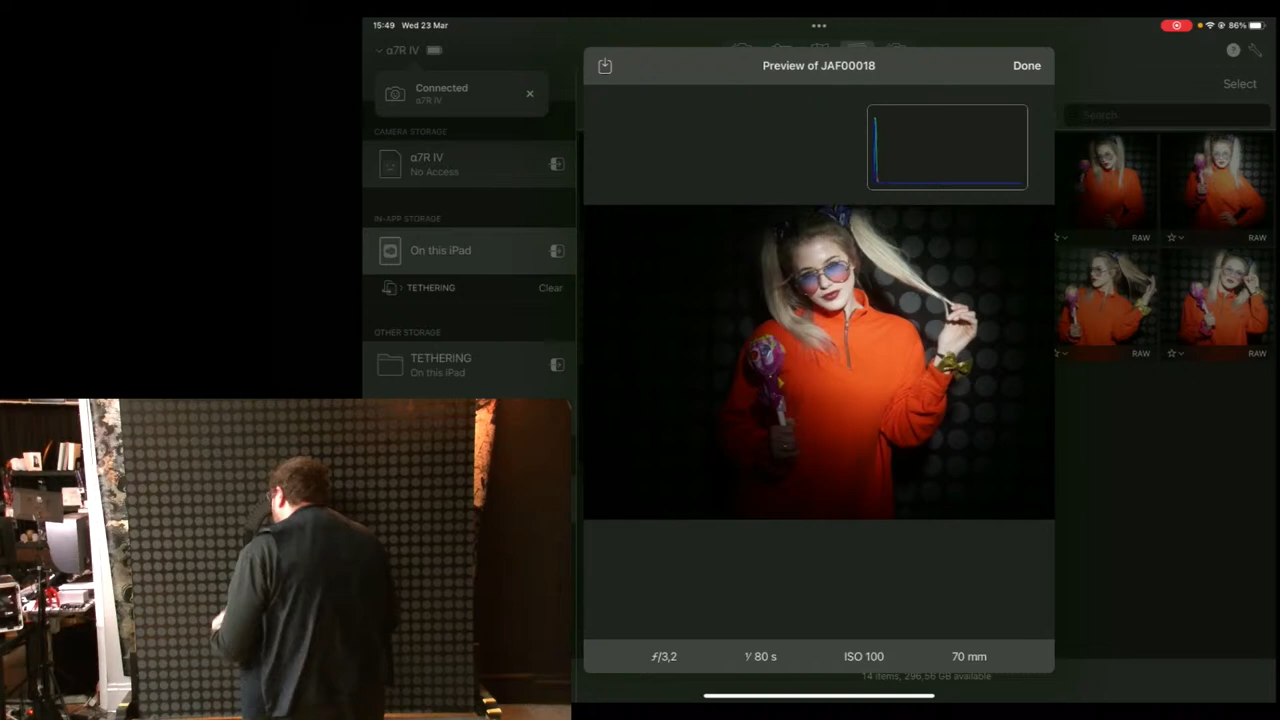 15:49 Wed 23 Mar
86%
α7R IV
Preview of JAF00018
Done
Select
Connected
α7R IV
Search
CAMERA STORAGE
α7R IV
No Access
IN-APP STORAGE
On this iPad
TETHERING
Clear
OTHER STORAGE
TETHERING
On this iPad
RAW
RAW
RAW
RAW
ƒ/3,2
1/ 80 s
ISO 100
70 mm
14 items, 296,56 GB available